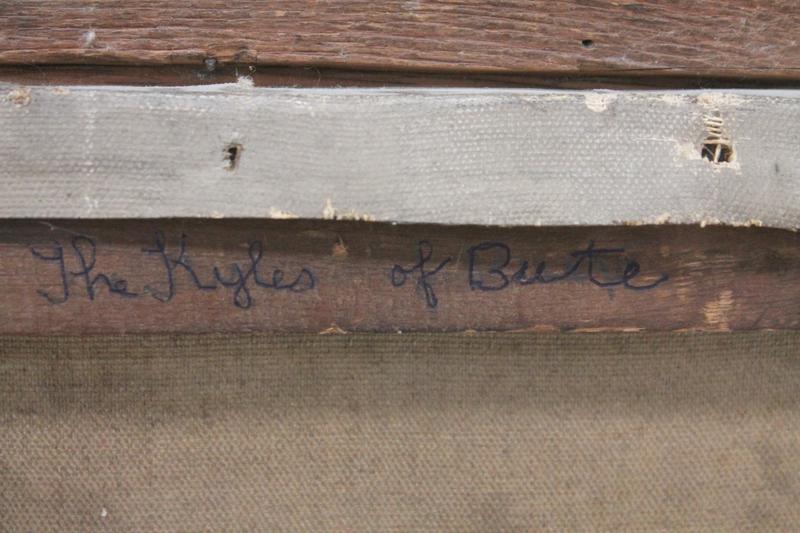 The Kyles of Bute